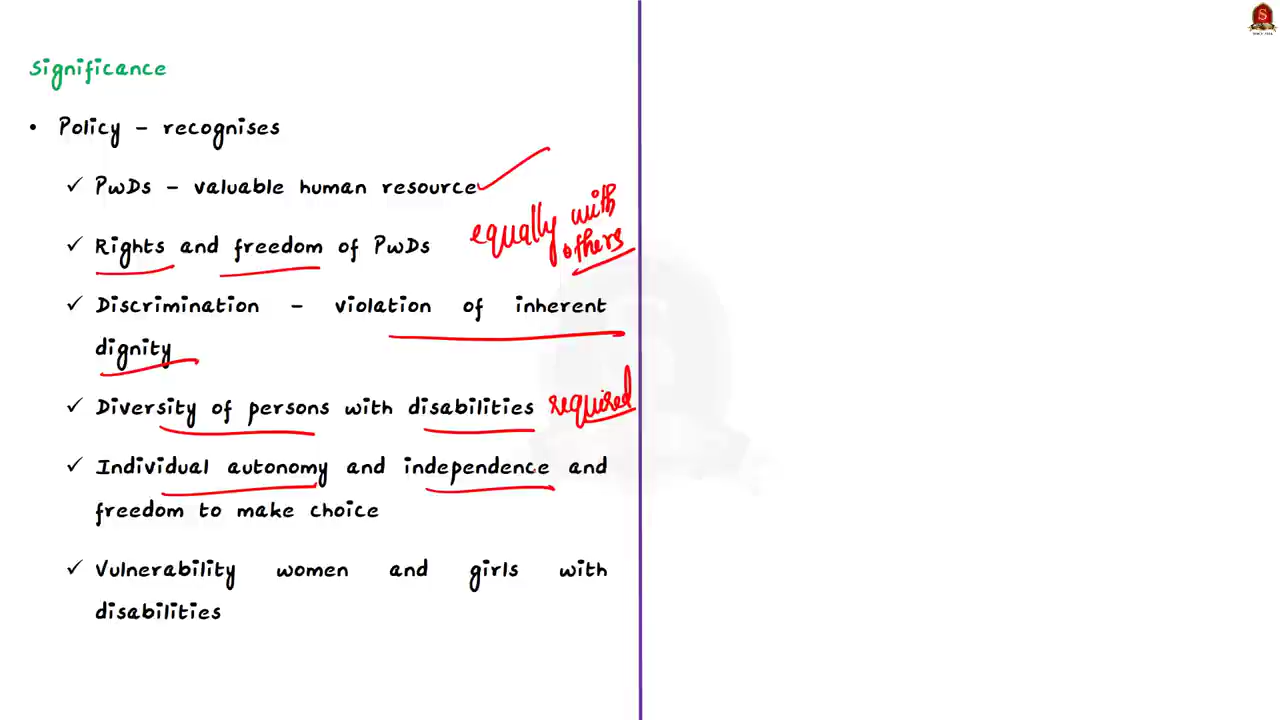 significance
• Policy – recognises
✓ PwDs – valuable human resource
equally with
others
✓ Rights and freedom of PwDs
✓ Discrimination – violation of inherent
dignity
✓ Diversity of persons with disabilities required
✓ Individual autonomy and independence and
freedom to make choice
✓ Vulnerability women and girls with
disabilities